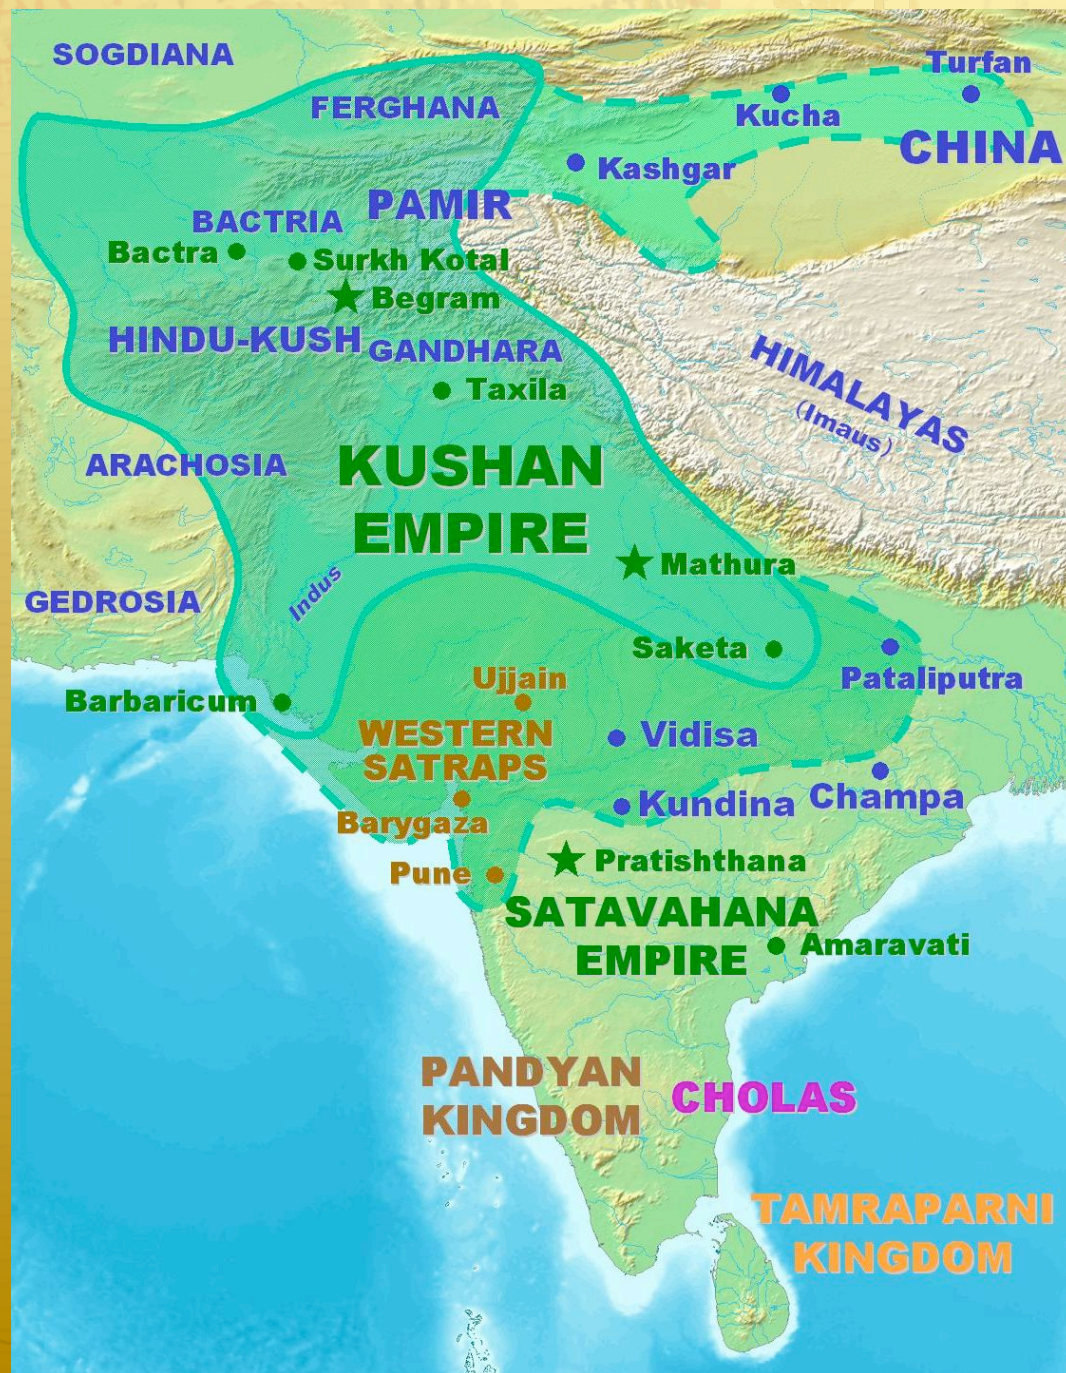 SOGDIANA
Turfan
FERGHANA
Kucha
CHINA
Kashgar
PAMIR
BACTRIA
Bactra
Surkh Kotal
Begram
HINDU-KUSH
GANDHARA
HIMALAYAS
(Imaus)
Taxila
ARACHOSIA
KUSHAN
EMPIRE
Mathura
Indus
GEDROSIA
Saketa
Pataliputra
Ujjain
Barbaricum
WESTERN
SATRAPS
Vidisa
Barygaza
Kundina
Champa
Pune
Pratishthana
SATAVAHANA
EMPIRE
Amaravati
PANDYAN
KINGDOM
CHOLAS
TAMRAPARNI
KINGDOM